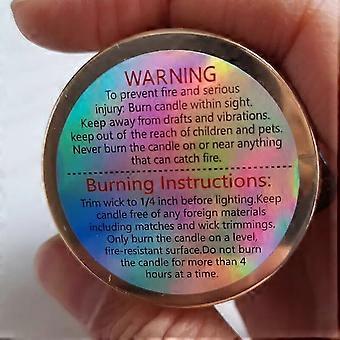 WARNING
To prevent fire and serious
injury: Burn candle within sight.
Keep away from drafts and vibrations.
keep out of the reach of children and pets.
Never burn the candle on or near anything
that can catch fire.
Burning Instructions:
Trim wick to 1/4 inch before lighting.Keep
candle free of any foreign materials
including matches and wick trimmings.
Only burn the candle on a level,
fire-resistant surface.Do not burn
the candle for more than 4
hours at a time.